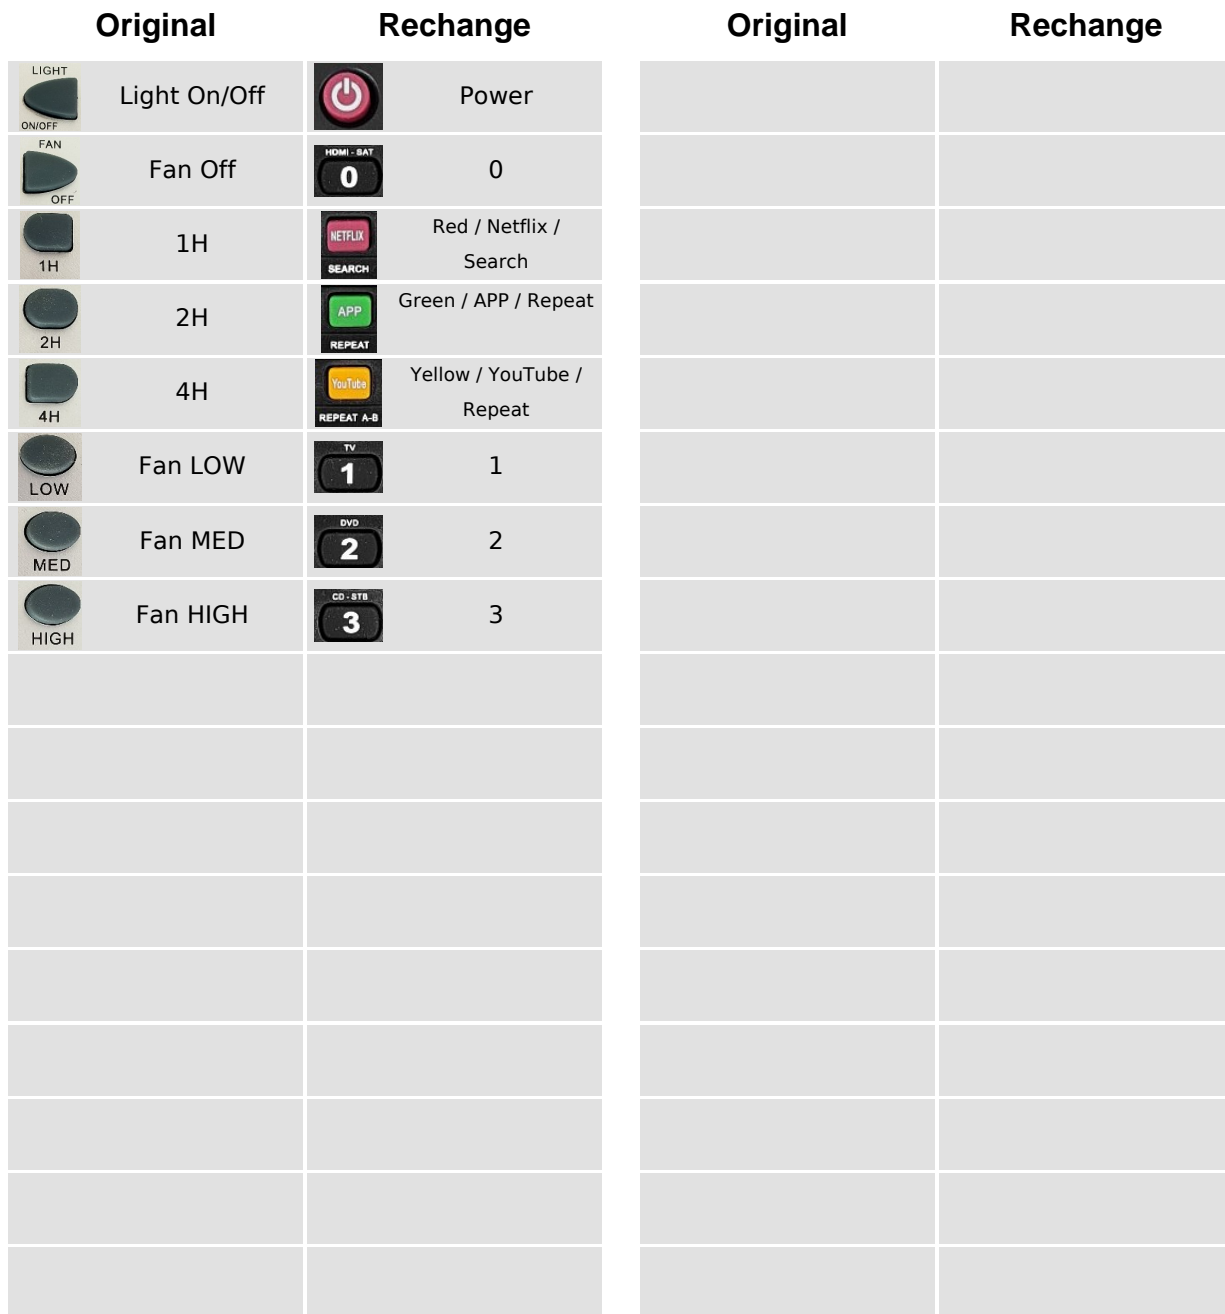 Original Rechange Original Rechange
LIGHT
ON/OFF
Light On/Off
Power
FAN
OFF
Fan Off
HDMI - SAT
0
0
1H
1H
NETFLIX
SEARCH
Red / Netflix /
Search
2H
2H
APP
REPEAT
Green / APP / Repeat
4H
4H
YouTube
REPEAT A-B
Yellow / YouTube /
Repeat
LOW
Fan LOW
TV
1
1
MED
Fan MED
DVD
2
2
HIGH
Fan HIGH
CD - STB
3
3